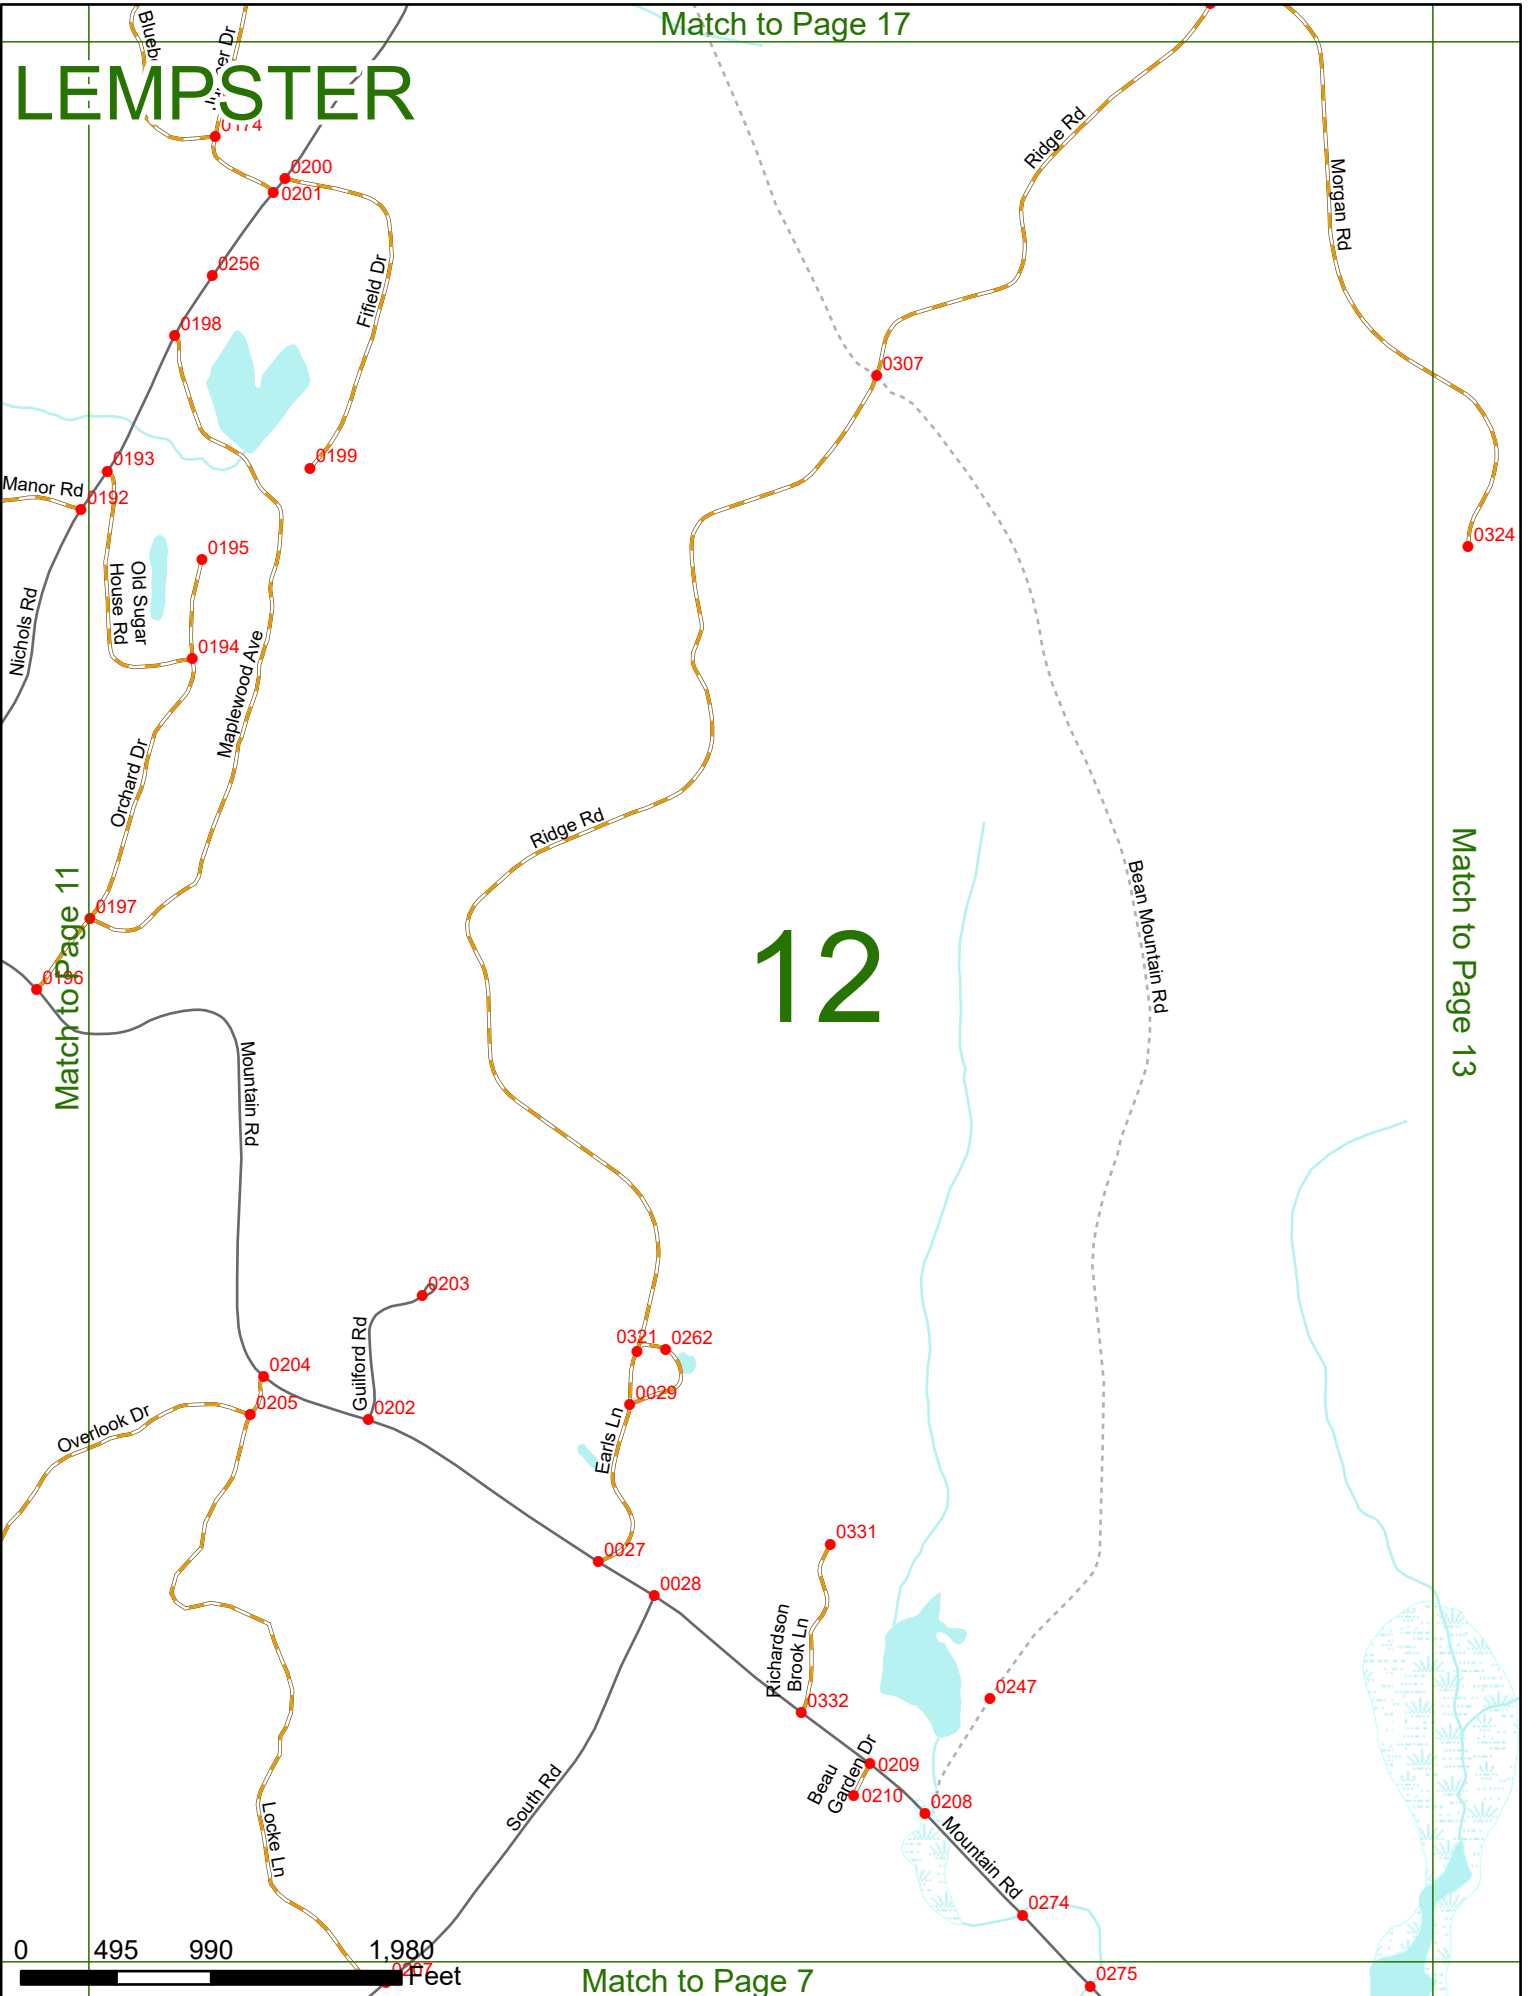 Match to Page 17
LEMPSTER
0174
0200
0201
Ridge Rd
Morgan Rd
0256
Fifield Dr
0198
0307
0193
0199
Manor Rd
0192
0324
0195
Old Sugar
House Rd
Nichols Rd
0194
Maplewood Ave
Orchard Dr
Ridge Rd
Match to Page 11
Match to Page 13
Bean Mountain Rd
0197
12
0196
Mountain Rd
0203
Guilford Rd
0321
0262
0204
0029
0205
0202
Overlook Dr
Earls Ln
0331
0027
0028
Richardson
Brook Ln
0247
0332
0209
Beau
Garden Dr
0210
0208
South Rd
Locke Ln
Mountain Rd
0274
0 495 990 1,980
Feet
0207
Match to Page 7
0275